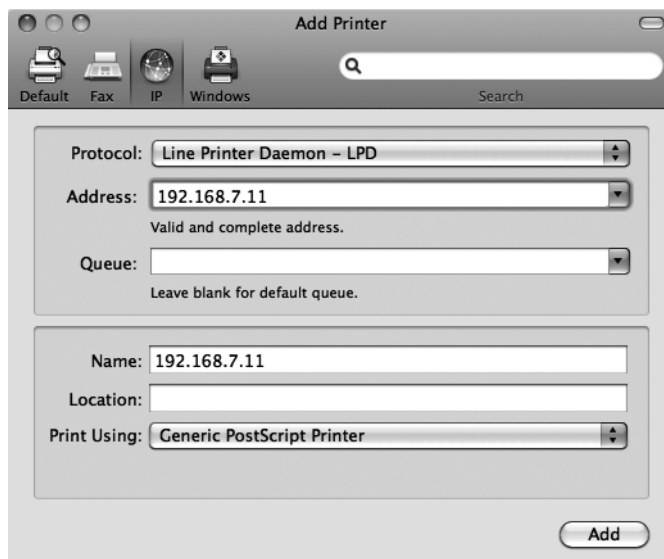 Add Printer
Default Fax IP Windows Search
Protocol: Line Printer Daemon – LPD
Address: 192.168.7.11
Valid and complete address.
Queue:
Leave blank for default queue.
Name: 192.168.7.11
Location:
Print Using: Generic PostScript Printer
Add